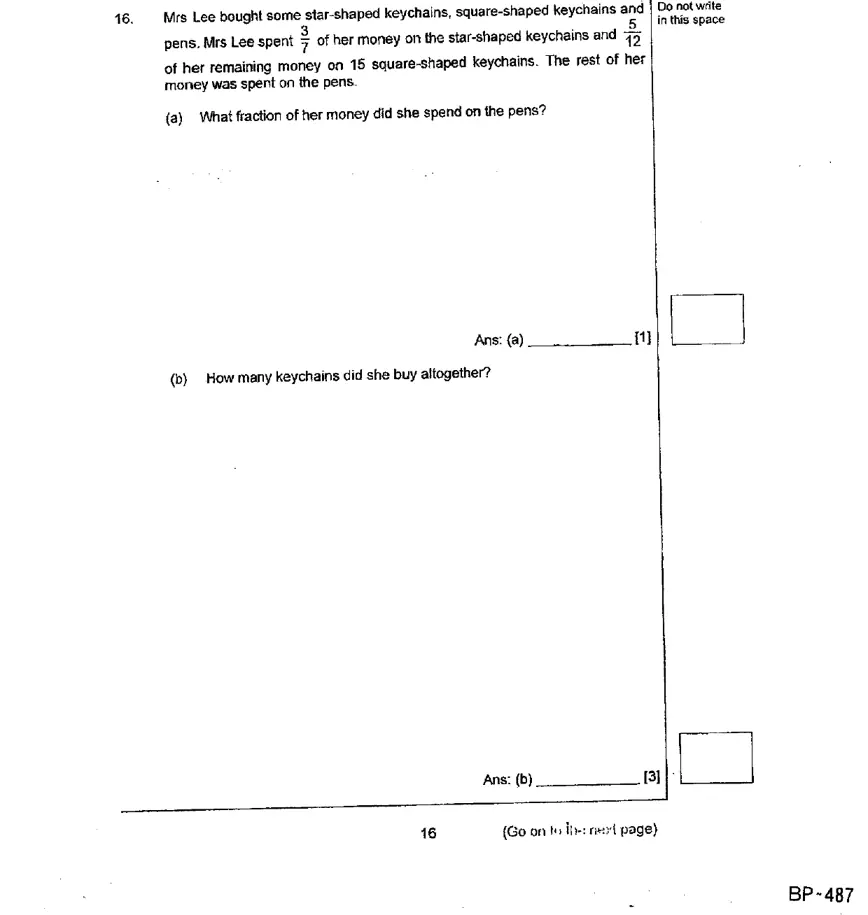 16. Mrs Lee bought some star-shaped keychains, square-shaped keychains and
pens. Mrs Lee spent 3/7 of her money on the star-shaped keychains and 5/12
of her remaining money on 15 square-shaped keychains. The rest of her
money was spent on the pens.
Do not write
in this space
(a) What fraction of her money did she spend on the pens?
Ans: (a) ____________ [1]
(b) How many keychains did she buy altogether?
Ans: (b) ____________ [3]
16
(Go on to the next page)
BP-487